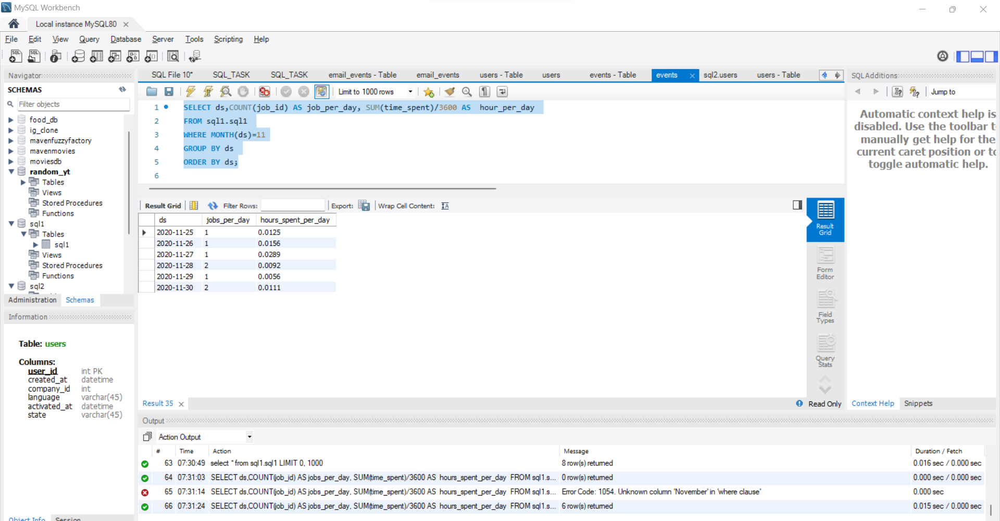 MySQL Workbench
Local instance MySQL80
File Edit View Query Database Server Tools Scripting Help
Navigator
SCHEMAS
Filter objects
food_db
ig_clone
mavenfuzzyfactory
mavenmovies
moviesdb
random_yt
Tables
Views
Stored Procedures
Functions
sql1
Tables
sql1
Views
Stored Procedures
Functions
sql2
Administration Schemas
Information
Table: users
Columns:
user_id int PK
created_at datetime
company_id int
language varchar(45)
activated_at datetime
state varchar(45)
Object Info Session
SQL File 10* SQL_TASK SQL_TASK email_events - Table email_events users - Table users events - Table events sql2.users users - Table
Limit to 1000 rows
1 SELECT ds,COUNT(job_id) AS job_per_day, SUM(time_spent)/3600 AS hour_per_day
2 FROM sql1.sql1
3 WHERE MONTH(ds)=11
4 GROUP BY ds
5 ORDER BY ds;
6
Result Grid Filter Rows: Export: Wrap Cell Content:
ds jobs_per_day hours_spent_per_day
2020-11-25 1 0.0125
2020-11-26 1 0.0156
2020-11-27 1 0.0289
2020-11-28 2 0.0092
2020-11-29 1 0.0056
2020-11-30 2 0.0111
Result
Grid
Form
Editor
Field
Types
Query
Stats
Result 35
Read Only
SQLAdditions
Jump to
Automatic context help is
disabled. Use the toolbar t
manually get help for the
current caret position or to
toggle automatic help.
Context Help Snippets
Output
Action Output
# Time Action Message Duration / Fetch
63 07:30:49 select * from sql1.sql1 LIMIT 0, 1000 8 row(s) returned 0.016 sec / 0.000 sec
64 07:31:03 SELECT ds,COUNT(job_id) AS jobs_per_day, SUM(time_spent)/3600 AS hours_spent_per_day FROM sql1.s... 0 row(s) returned 0.000 sec / 0.000 sec
65 07:31:14 SELECT ds,COUNT(job_id) AS jobs_per_day, SUM(time_spent)/3600 AS hours_spent_per_day FROM sql1.s... Error Code: 1054. Unknown column 'November' in 'where clause' 0.000 sec
66 07:31:24 SELECT ds,COUNT(job_id) AS jobs_per_day, SUM(time_spent)/3600 AS hours_spent_per_day FROM sql1.s... 6 row(s) returned 0.015 sec / 0.000 sec